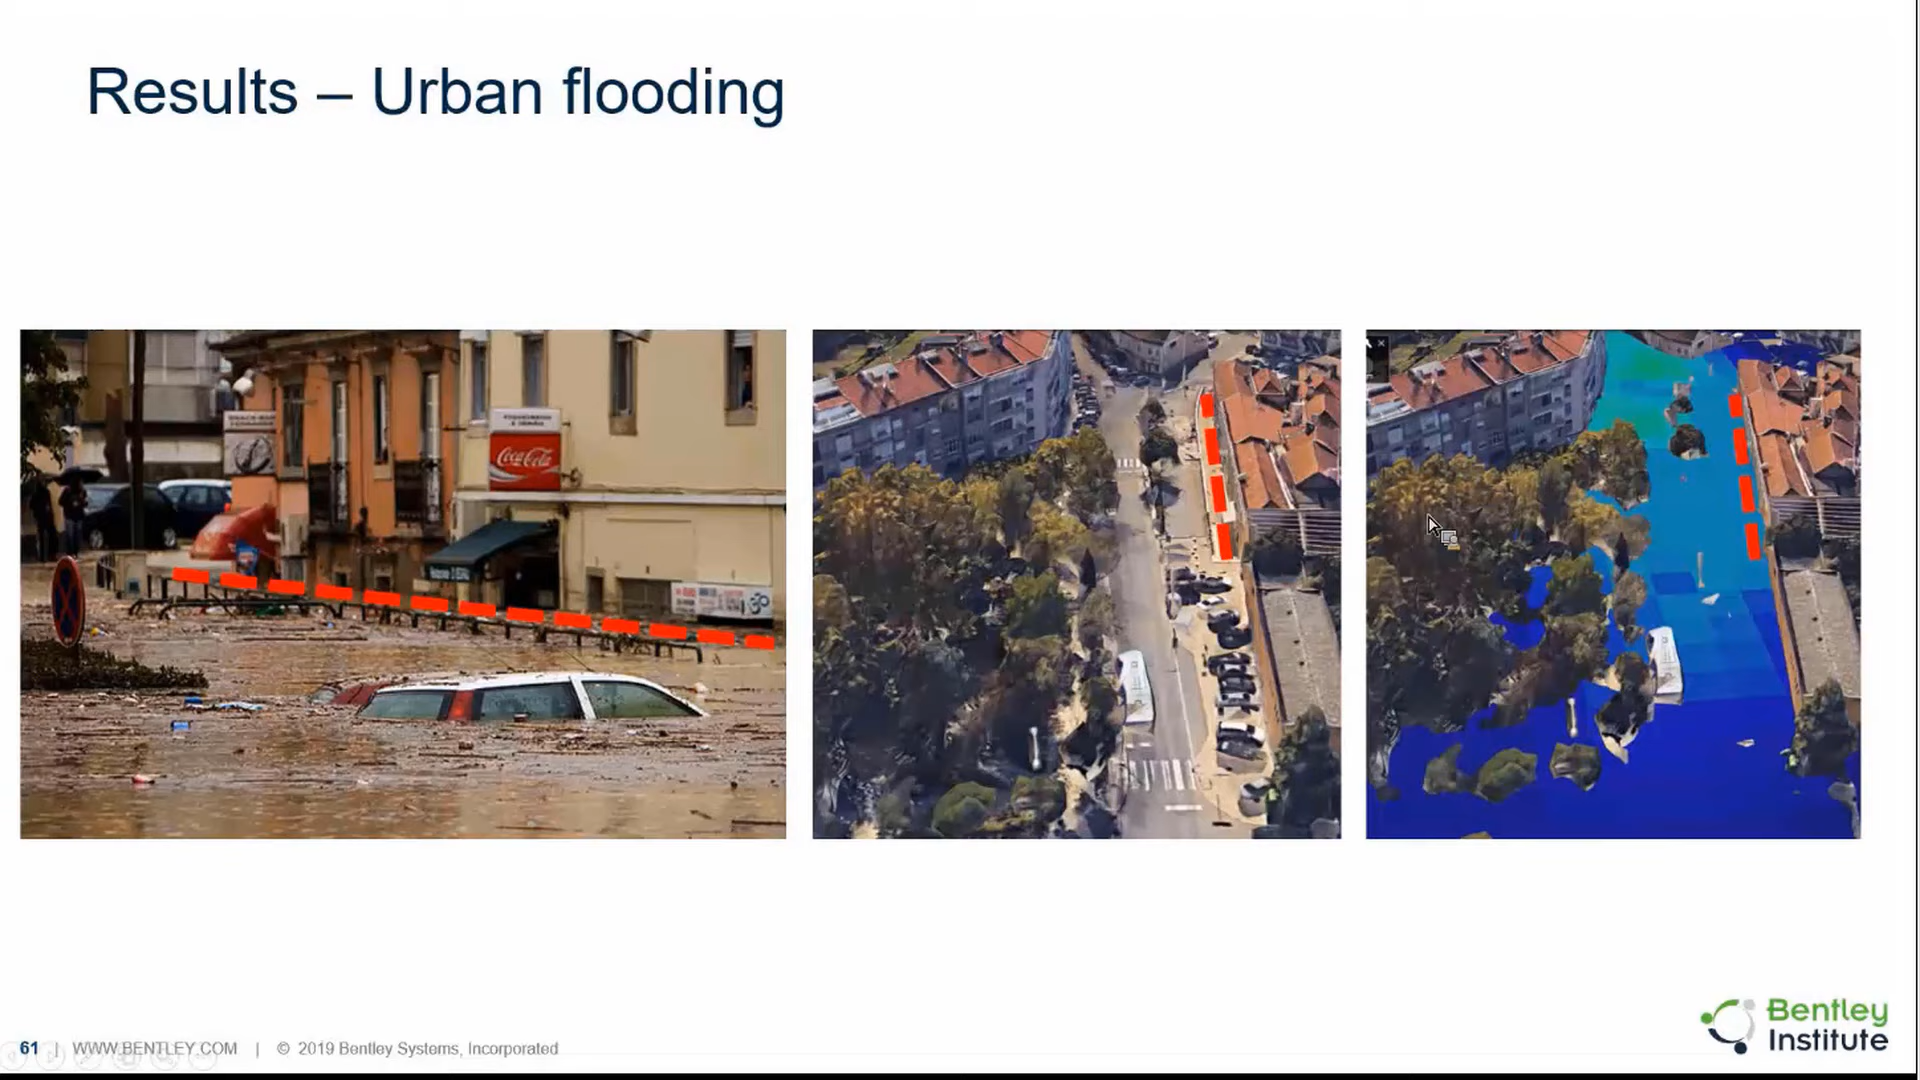 Results – Urban flooding
Coca-Cola
61 | WWW.BENTLEY.COM | © 2019 Bentley Systems, Incorporated
Bentley
Institute